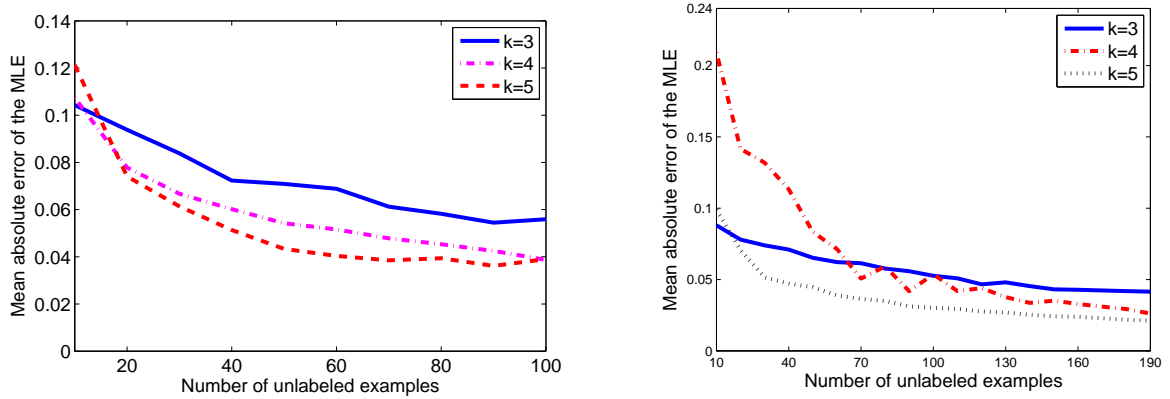 0.14
0.12
0.1
0.08
0.06
0.04
0.02
0
20
40
60
80
100
Number of unlabeled examples
Mean absolute error of the MLE
k=3
k=4
k=5
0.24
0.2
0.15
0.1
0.05
0
10
40
70
100
130
160
190
Number of unlabeled examples
Mean absolute error of the MLE
k=3
k=4
k=5